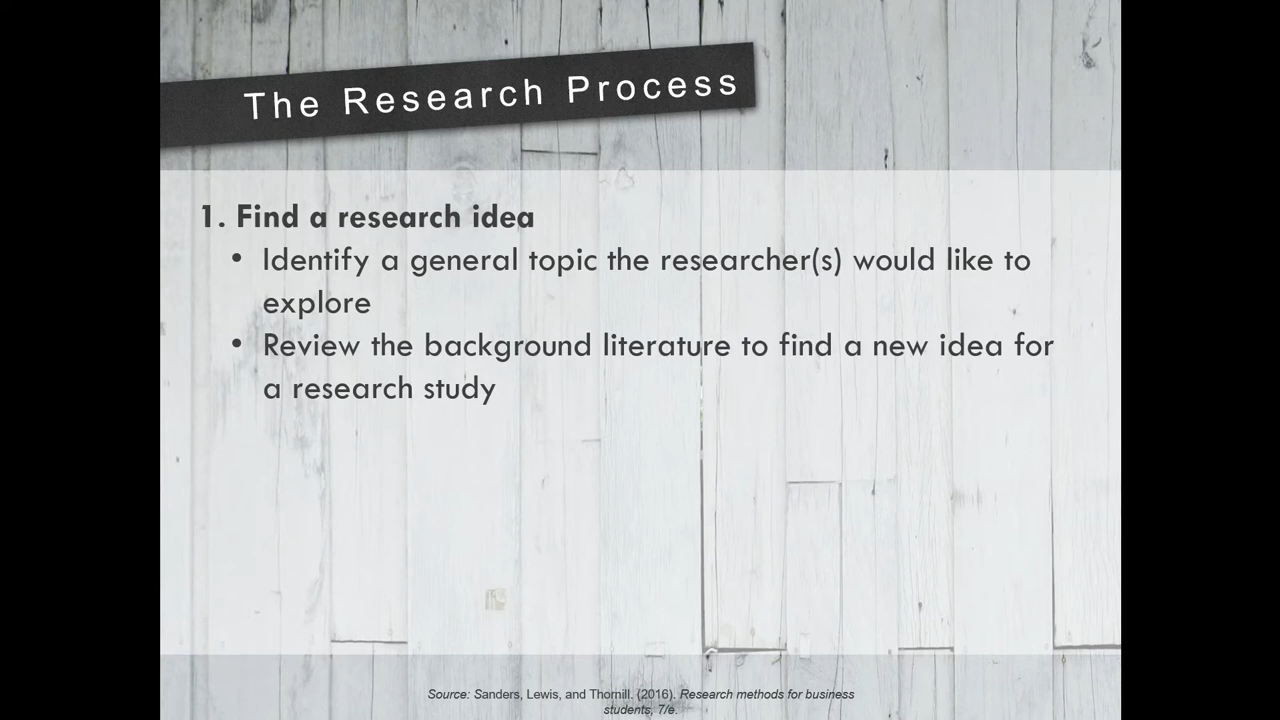 The Research Process
1. Find a research idea
• Identify a general topic the researcher(s) would like to
explore
• Review the background literature to find a new idea for
a research study
Source: Sanders, Lewis, and Thornill. (2016). Research methods for business
students, 7/e.